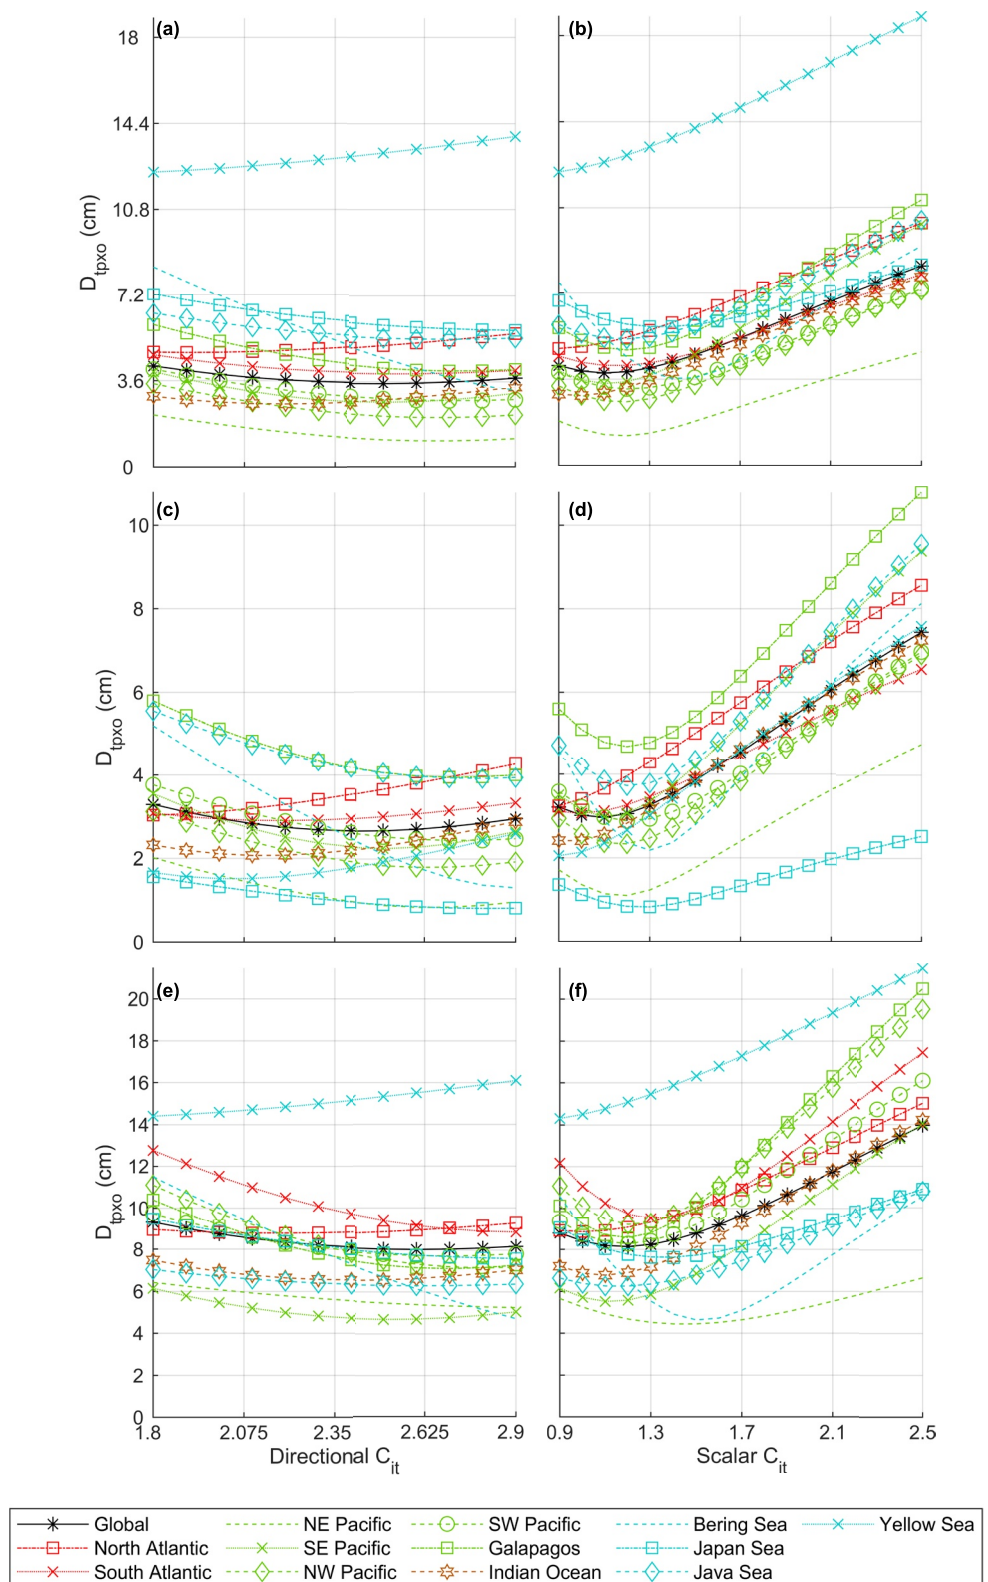 (a)
(b)
18
14.4
10.8
7.2
3.6
0
D_tpxo (cm)
(c)
(d)
10
8
6
4
2
0
D_tpxo (cm)
(e)
(f)
20
18
16
14
12
10
8
6
4
2
0
D_tpxo (cm)
1.8 2.075 2.35 2.625 2.9
0.9 1.3 1.7 2.1 2.5
Directional C_it
Scalar C_it
Global NE Pacific SW Pacific Bering Sea Yellow Sea
North Atlantic SE Pacific Galapagos Japan Sea
South Atlantic NW Pacific Indian Ocean Java Sea